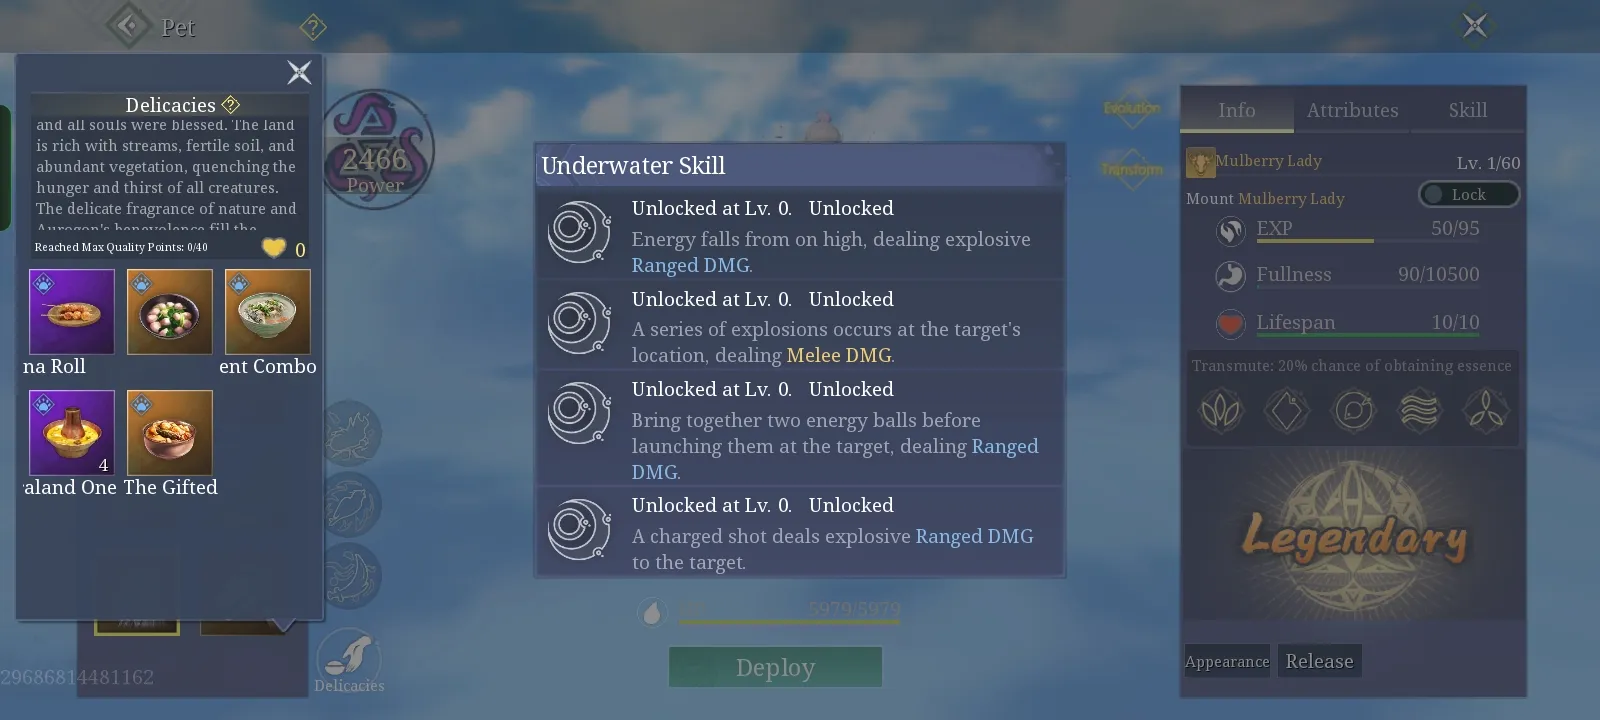 Pet
Delicacies
and all souls were blessed. The land
is rich with streams, fertile soil, and
abundant vegetation, quenching the
hunger and thirst of all creatures.
The delicate fragrance of nature and
Aurogon's benevolence fill the
Reached Max Quality Points: 0/40
0
na Roll
ent Combo
4
aland One
The Gifted
2466
Power
29686814481162
Delicacies
Underwater Skill
Unlocked at Lv. 0. Unlocked
Energy falls from on high, dealing explosive
Ranged DMG.
Unlocked at Lv. 0. Unlocked
A series of explosions occurs at the target's
location, dealing Melee DMG.
Unlocked at Lv. 0. Unlocked
Bring together two energy balls before
launching them at the target, dealing Ranged
DMG.
Unlocked at Lv. 0. Unlocked
A charged shot deals explosive Ranged DMG
to the target.
5979/5979
Deploy
Evolution
Transform
Info
Attributes
Skill
Mulberry Lady
Lv. 1/60
Mount Mulberry Lady
Lock
EXP
50/95
Fullness
90/10500
Lifespan
10/10
Transmute: 20% chance of obtaining essence
Legendary
Appearance
Release